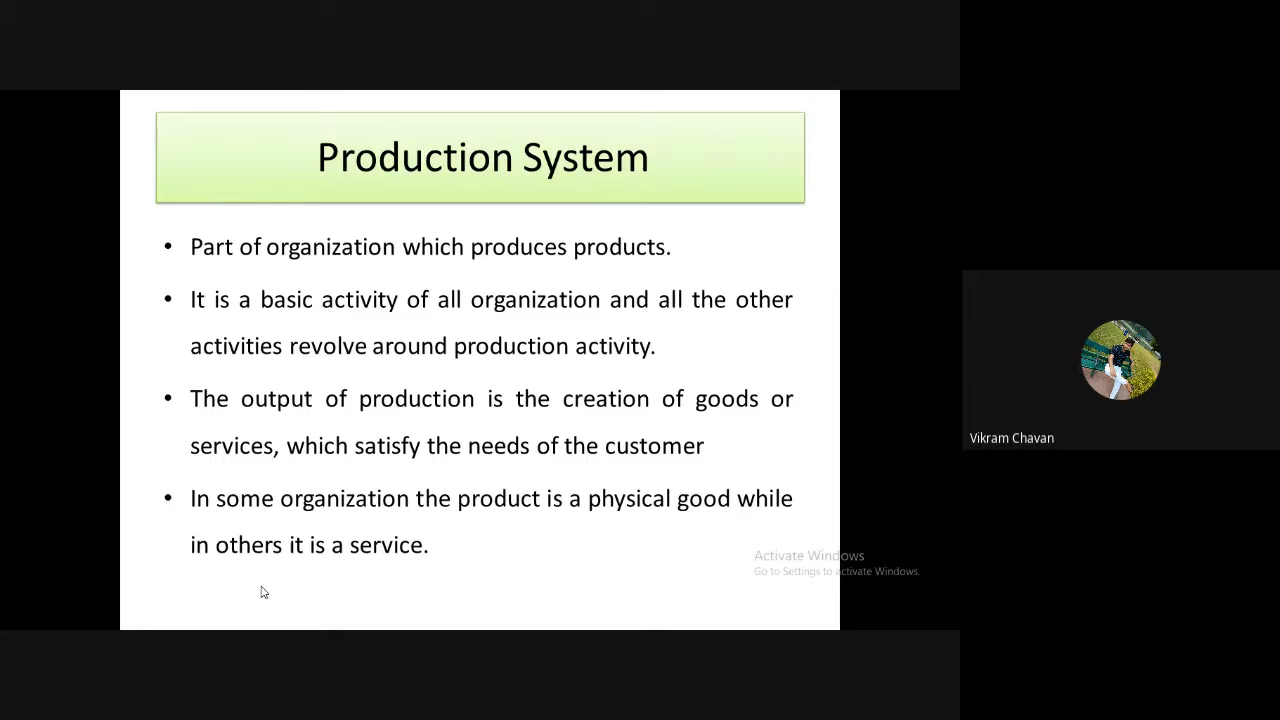 Production System
• Part of organization which produces products.
• It is a basic activity of all organization and all the other
activities revolve around production activity.
• The output of production is the creation of goods or
services, which satisfy the needs of the customer
• In some organization the product is a physical good while
in others it is a service.
Activate Windows
Go to Settings to activate Windows.
Vikram Chavan